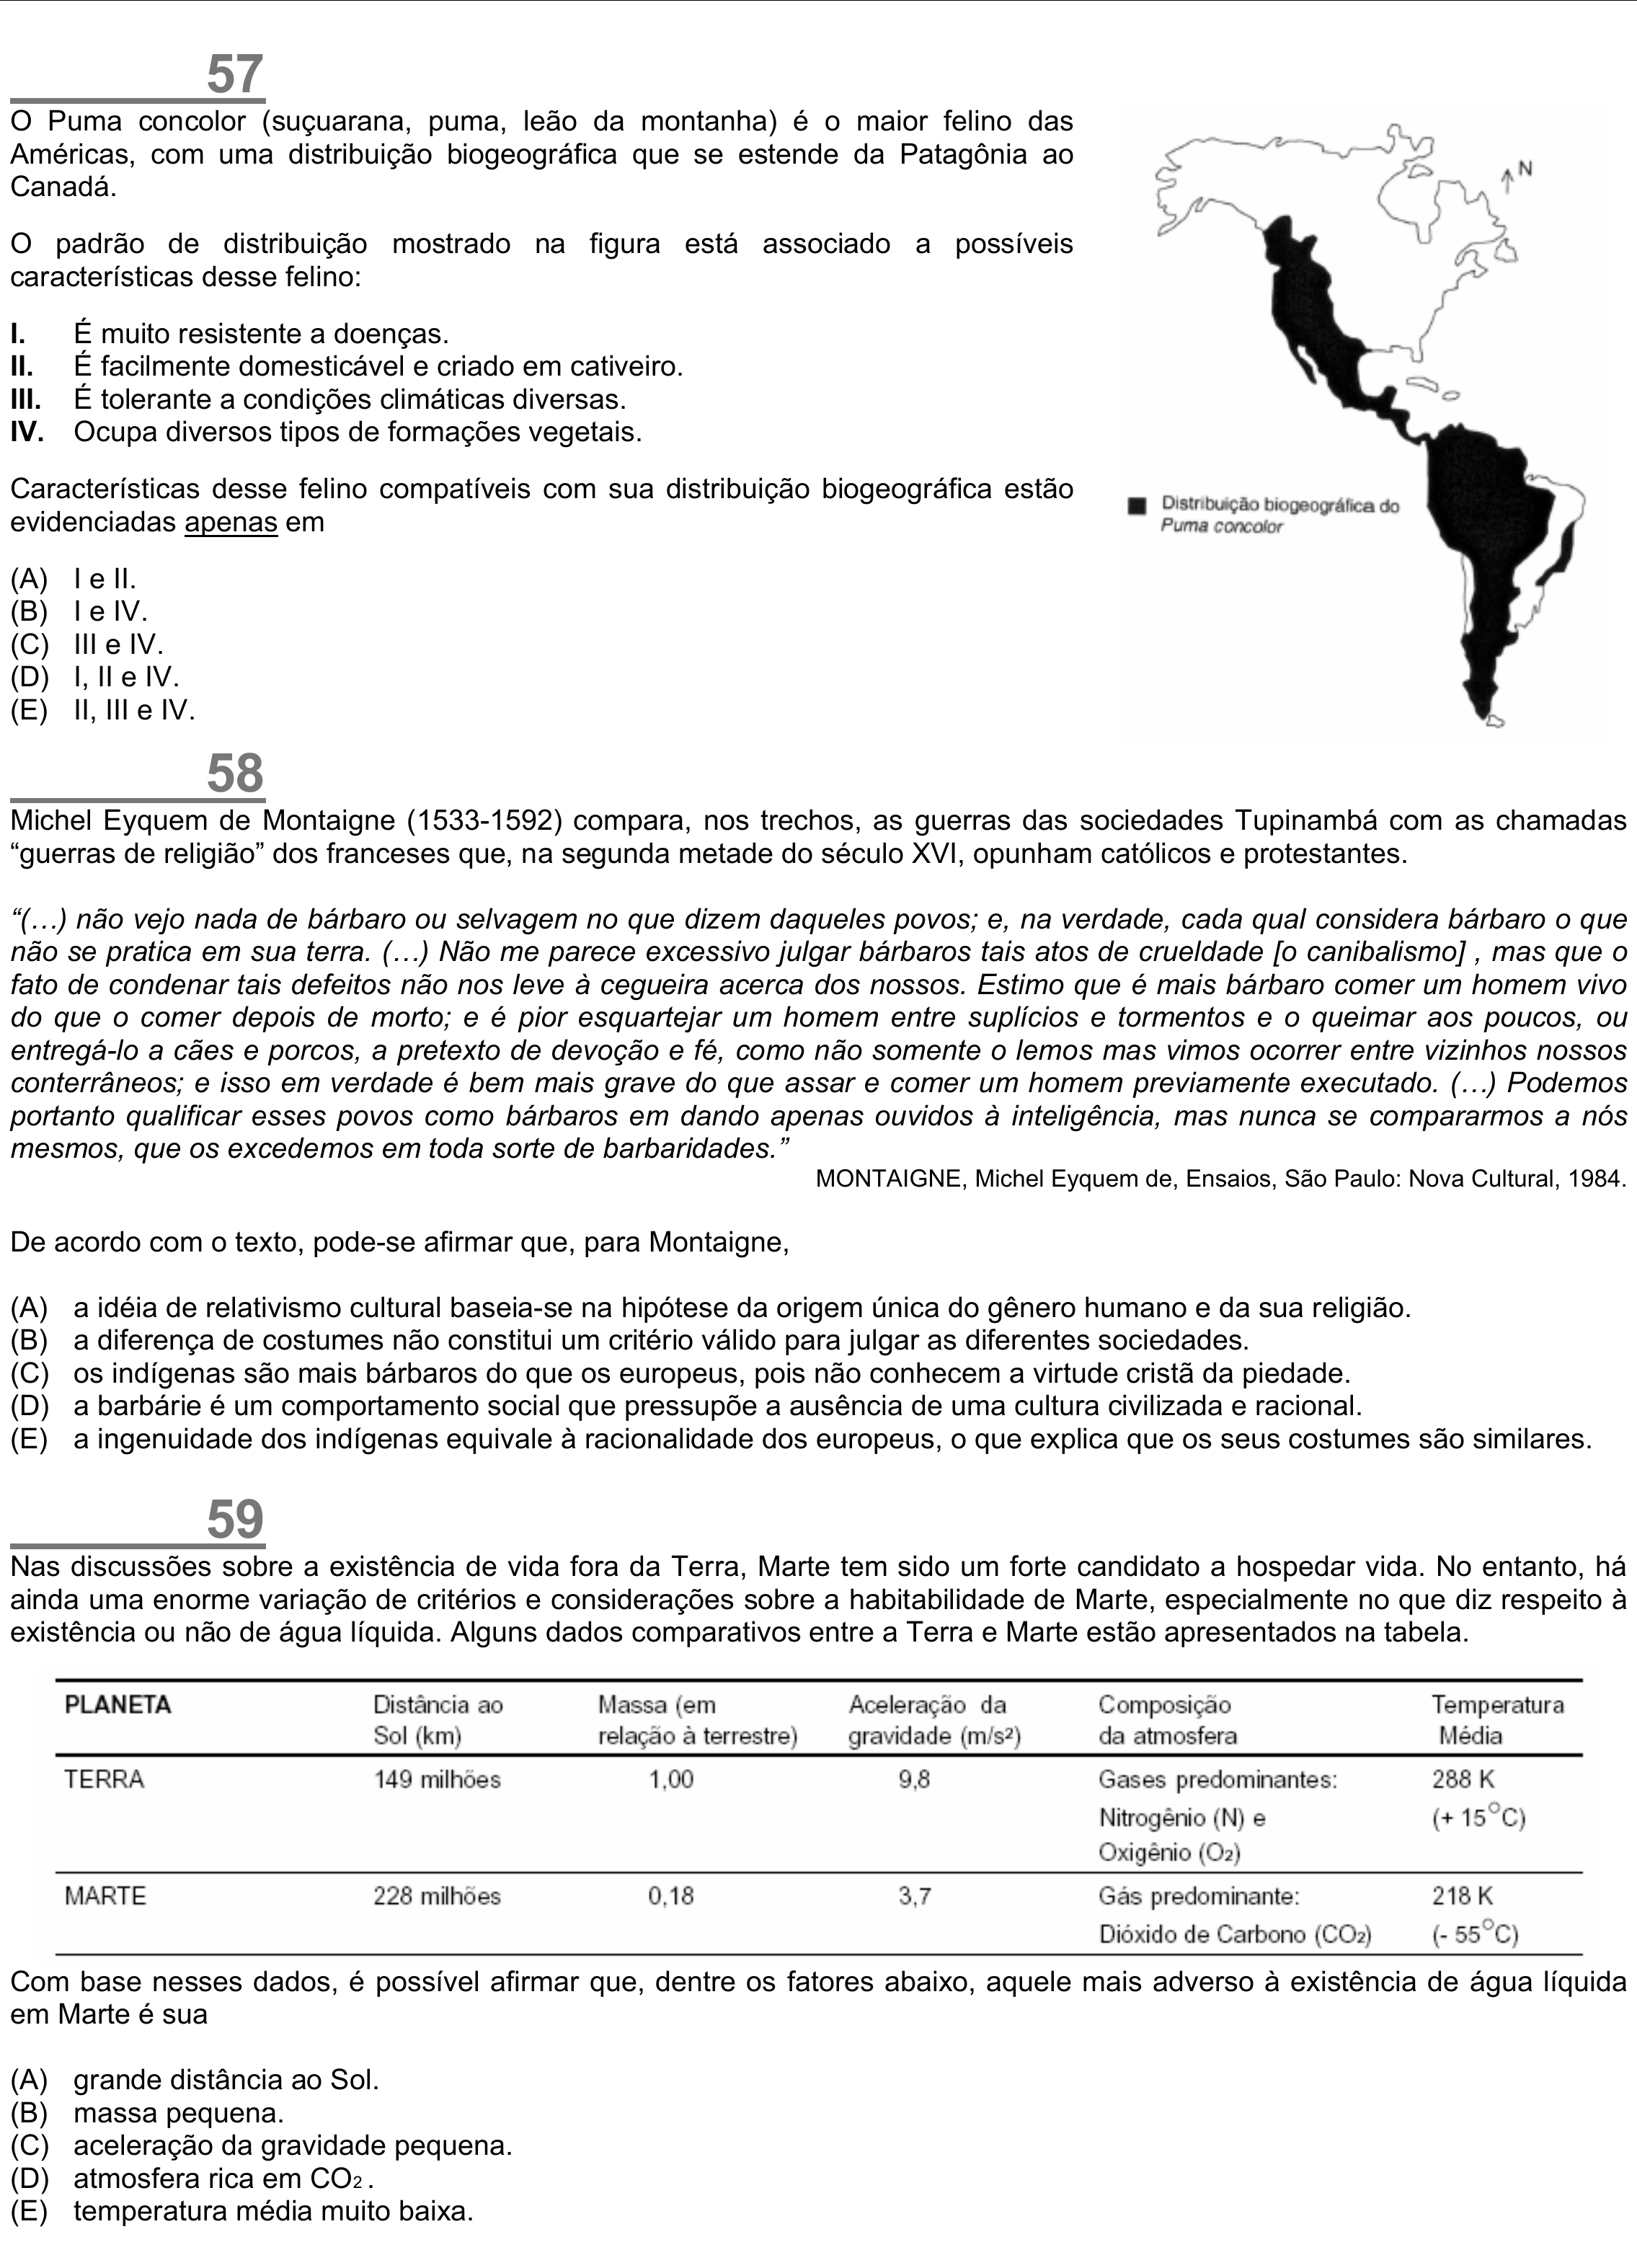 57
O Puma concolor (suçuarana, puma, leão da montanha) é o maior felino das
Américas, com uma distribuição biogeográfica que se estende da Patagônia ao
Canadá.
O padrão de distribuição mostrado na figura está associado a possíveis
características desse felino:
I. É muito resistente a doenças.
II. É facilmente domesticável e criado em cativeiro.
III. É tolerante a condições climáticas diversas.
IV. Ocupa diversos tipos de formações vegetais.
Características desse felino compatíveis com sua distribuição biogeográfica estão
evidenciadas apenas em
(A) I e II.
(B) I e IV.
(C) III e IV.
(D) I, II e IV.
(E) II, III e IV.
N
Distribuição biogeográfica do
Puma concolor
58
Michel Eyquem de Montaigne (1533-1592) compara, nos trechos, as guerras das sociedades Tupinambá com as chamadas
“guerras de religião” dos franceses que, na segunda metade do século XVI, opunham católicos e protestantes.
“(…) não vejo nada de bárbaro ou selvagem no que dizem daqueles povos; e, na verdade, cada qual considera bárbaro o que
não se pratica em sua terra. (…) Não me parece excessivo julgar bárbaros tais atos de crueldade [o canibalismo] , mas que o
fato de condenar tais defeitos não nos leve à cegueira acerca dos nossos. Estimo que é mais bárbaro comer um homem vivo
do que o comer depois de morto; e é pior esquartejar um homem entre suplícios e tormentos e o queimar aos poucos, ou
entregá-lo a cães e porcos, a pretexto de devoção e fé, como não somente o lemos mas vimos ocorrer entre vizinhos nossos
conterrâneos; e isso em verdade é bem mais grave do que assar e comer um homem previamente executado. (…) Podemos
portanto qualificar esses povos como bárbaros em dando apenas ouvidos à inteligência, mas nunca se compararmos a nós
mesmos, que os excedemos em toda sorte de barbaridades.”
MONTAIGNE, Michel Eyquem de, Ensaios, São Paulo: Nova Cultural, 1984.
De acordo com o texto, pode-se afirmar que, para Montaigne,
(A) a idéia de relativismo cultural baseia-se na hipótese da origem única do gênero humano e da sua religião.
(B) a diferença de costumes não constitui um critério válido para julgar as diferentes sociedades.
(C) os indígenas são mais bárbaros do que os europeus, pois não conhecem a virtude cristã da piedade.
(D) a barbárie é um comportamento social que pressupõe a ausência de uma cultura civilizada e racional.
(E) a ingenuidade dos indígenas equivale à racionalidade dos europeus, o que explica que os seus costumes são similares.
59
Nas discussões sobre a existência de vida fora da Terra, Marte tem sido um forte candidato a hospedar vida. No entanto, há
ainda uma enorme variação de critérios e considerações sobre a habitabilidade de Marte, especialmente no que diz respeito à
existência ou não de água líquida. Alguns dados comparativos entre a Terra e Marte estão apresentados na tabela.
PLANETA Distância ao Massa (em Aceleração da Composição Temperatura
Sol (km) relação à terrestre) gravidade (m/s²) da atmosfera Média
TERRA 149 milhões 1,00 9,8 Gases predominantes: 288 K
Nitrogênio (N) e (+ 15°C)
Oxigênio (O₂)
MARTE 228 milhões 0,18 3,7 Gás predominante: 218 K
Dióxido de Carbono (CO₂) (- 55°C)
Com base nesses dados, é possível afirmar que, dentre os fatores abaixo, aquele mais adverso à existência de água líquida
em Marte é sua
(A) grande distância ao Sol.
(B) massa pequena.
(C) aceleração da gravidade pequena.
(D) atmosfera rica em CO₂ .
(E) temperatura média muito baixa.